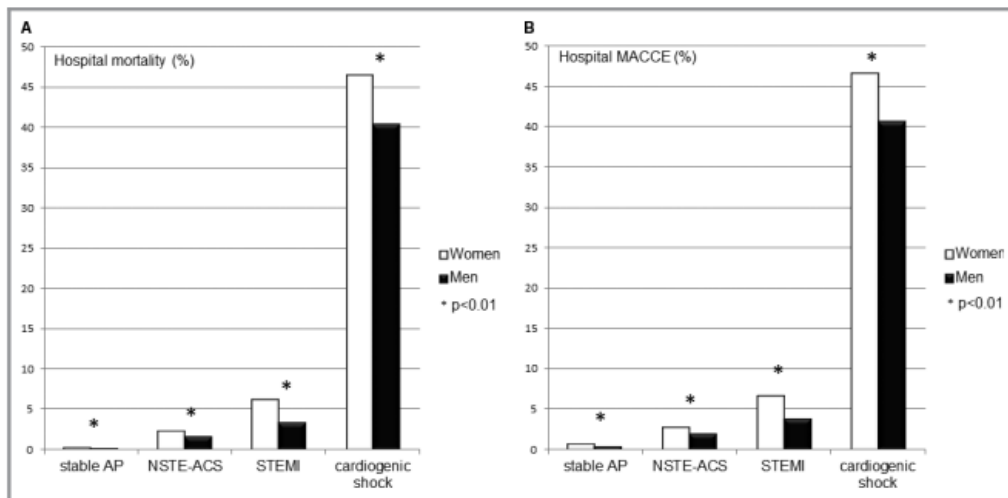 A
Hospital mortality (%)
50
45
40
35
30
25
20
15
10
5
0
*
*
*
*
stable AP
NSTE-ACS
STEMI
cardiogenic
shock
Women
Men
* p<0.01
B
Hospital MACCE (%)
50
45
40
35
30
25
20
15
10
5
0
*
*
*
*
stable AP
NSTE-ACS
STEMI
cardiogenic
shock
Women
Men
* p<0.01